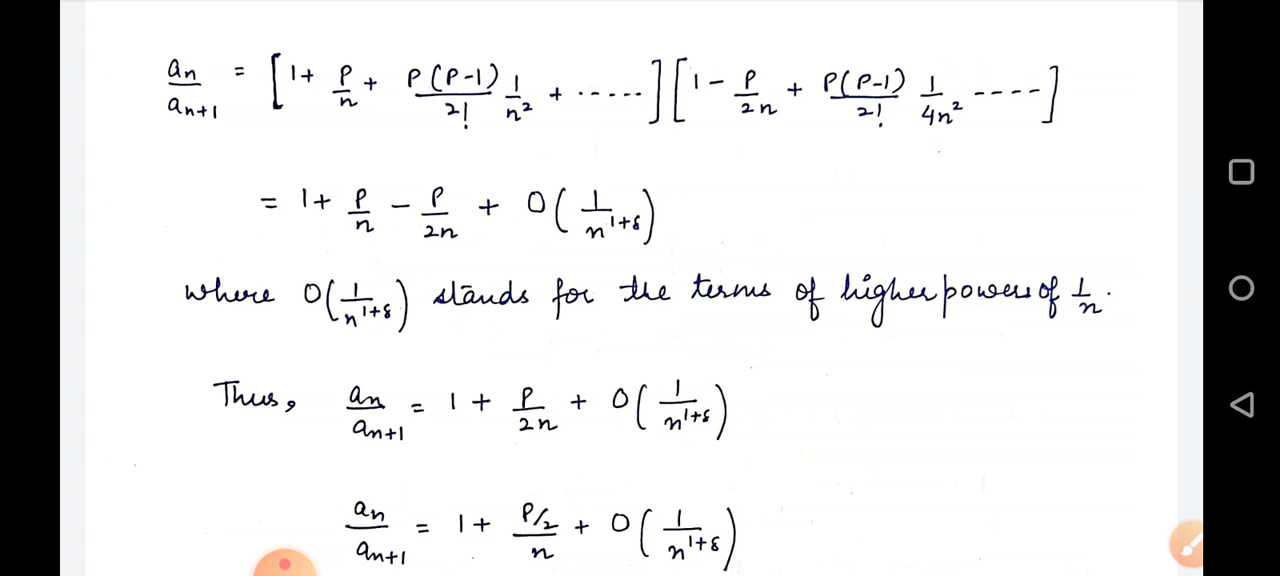 an/an+1 = [1 + P/n + P(P-1)/2! 1/n² + ......][1 - P/2n + P(P-1)/2! 1/4n² ----]
= 1 + P/n - P/2n + O(1/n^1+δ)
where O(1/n^1+δ) stands for the terms of higher powers of 1/n.
Thus, an/an+1 = 1 + P/2n + O(1/n^1+δ)
an/an+1 = 1 + P/2/n + O(1/n^1+δ)